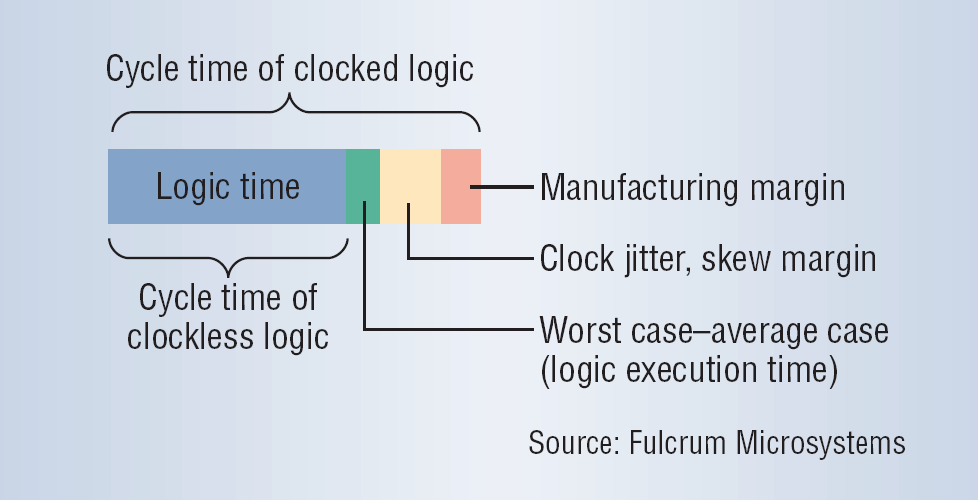 Cycle time of clocked logic
Logic time
Manufacturing margin
Clock jitter, skew margin
Cycle time of
clockless logic
Worst case–average case
(logic execution time)
Source: Fulcrum Microsystems